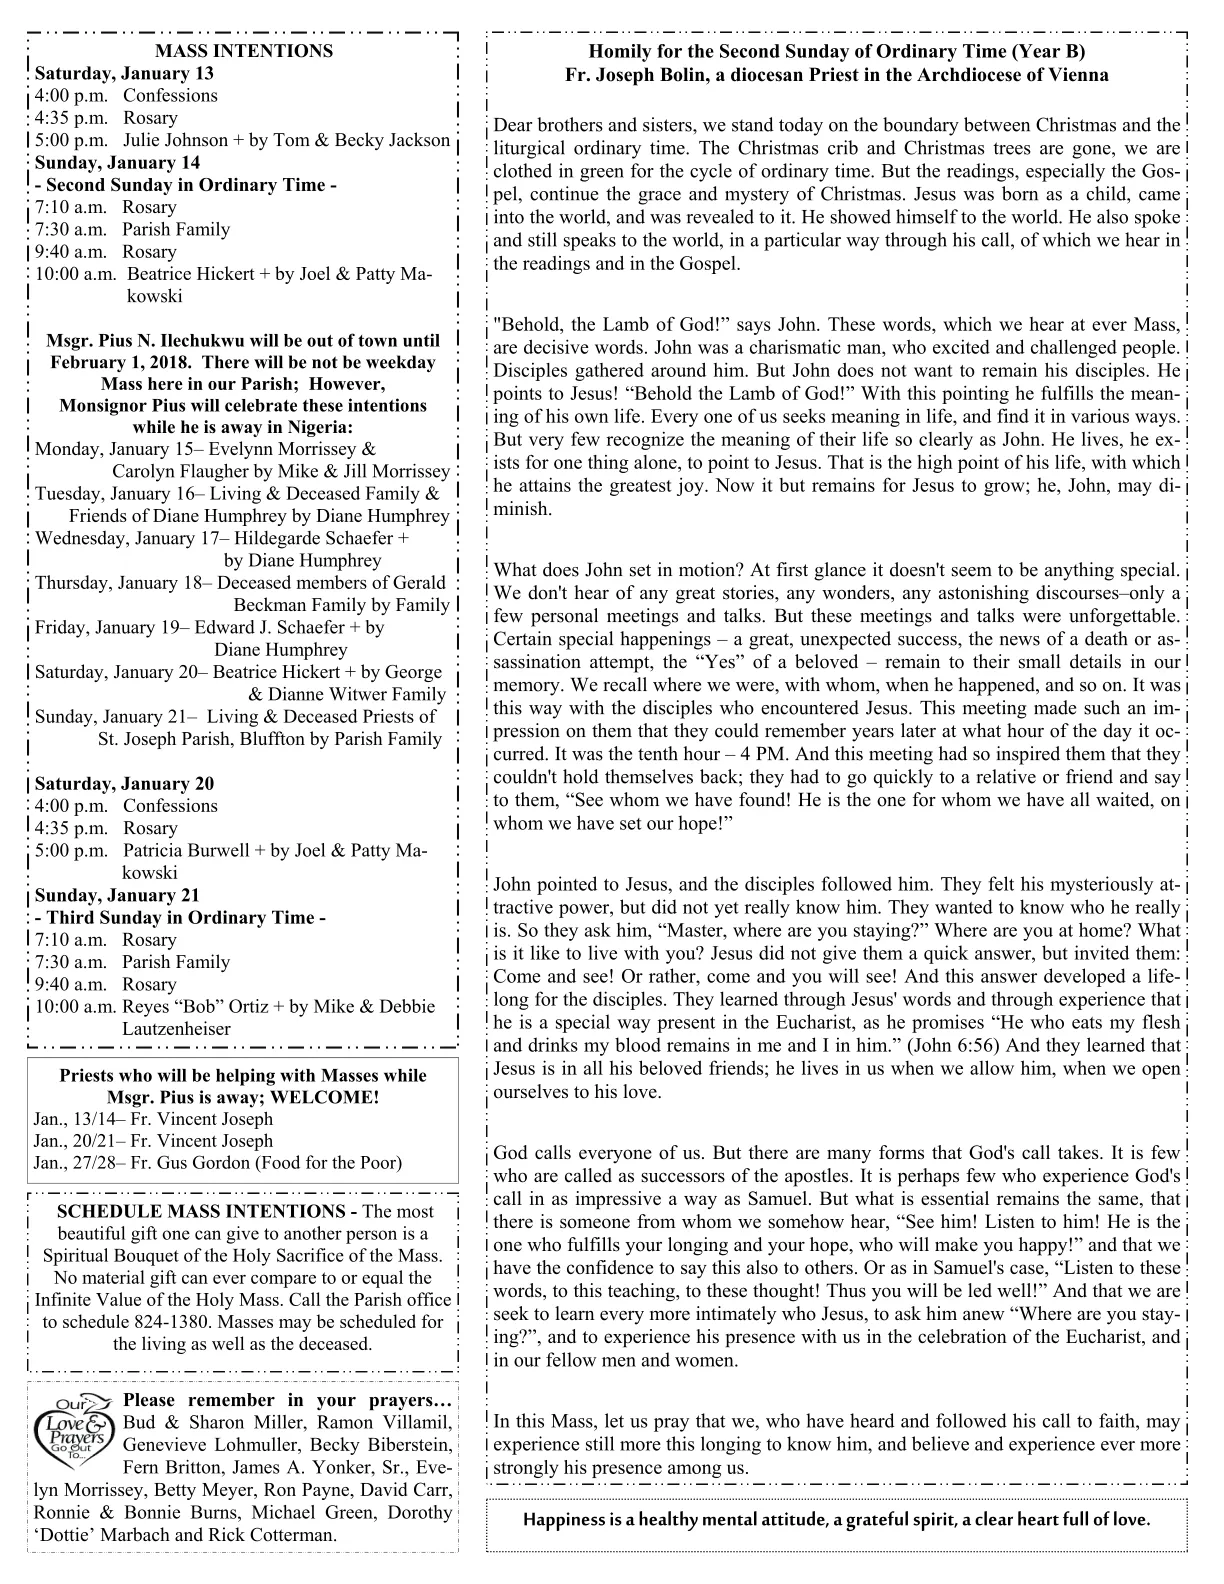 MASS INTENTIONS
Saturday, January 13
4:00 p.m. Confessions
4:35 p.m. Rosary
5:00 p.m. Julie Johnson + by Tom & Becky Jackson
Sunday, January 14
- Second Sunday in Ordinary Time -
7:10 a.m. Rosary
7:30 a.m. Parish Family
9:40 a.m. Rosary
10:00 a.m. Beatrice Hickert + by Joel & Patty Ma-
kowski
Msgr. Pius N. Ilechukwu will be out of town until
February 1, 2018. There will be not be weekday
Mass here in our Parish; However,
Monsignor Pius will celebrate these intentions
while he is away in Nigeria:
Monday, January 15– Evelynn Morrissey &
Carolyn Flaugher by Mike & Jill Morrissey
Tuesday, January 16– Living & Deceased Family &
Friends of Diane Humphrey by Diane Humphrey
Wednesday, January 17– Hildegarde Schaefer +
by Diane Humphrey
Thursday, January 18– Deceased members of Gerald
Beckman Family by Family
Friday, January 19– Edward J. Schaefer + by
Diane Humphrey
Saturday, January 20– Beatrice Hickert + by George
& Dianne Witwer Family
Sunday, January 21– Living & Deceased Priests of
St. Joseph Parish, Bluffton by Parish Family
Saturday, January 20
4:00 p.m. Confessions
4:35 p.m. Rosary
5:00 p.m. Patricia Burwell + by Joel & Patty Ma-
kowski
Sunday, January 21
- Third Sunday in Ordinary Time -
7:10 a.m. Rosary
7:30 a.m. Parish Family
9:40 a.m. Rosary
10:00 a.m. Reyes “Bob” Ortiz + by Mike & Debbie
Lautzenheiser
Priests who will be helping with Masses while
Msgr. Pius is away; WELCOME!
Jan., 13/14– Fr. Vincent Joseph
Jan., 20/21– Fr. Vincent Joseph
Jan., 27/28– Fr. Gus Gordon (Food for the Poor)
SCHEDULE MASS INTENTIONS - The most
beautiful gift one can give to another person is a
Spiritual Bouquet of the Holy Sacrifice of the Mass.
No material gift can ever compare to or equal the
Infinite Value of the Holy Mass. Call the Parish office
to schedule 824-1380. Masses may be scheduled for
the living as well as the deceased.
Our
Love &
Prayers
Go Out
To...
Please remember in your prayers…
Bud & Sharon Miller, Ramon Villamil,
Genevieve Lohmuller, Becky Biberstein,
Fern Britton, James A. Yonker, Sr., Eve-
lyn Morrissey, Betty Meyer, Ron Payne, David Carr,
Ronnie & Bonnie Burns, Michael Green, Dorothy
‘Dottie’ Marbach and Rick Cotterman.
Homily for the Second Sunday of Ordinary Time (Year B)
Fr. Joseph Bolin, a diocesan Priest in the Archdiocese of Vienna
Dear brothers and sisters, we stand today on the boundary between Christmas and the
liturgical ordinary time. The Christmas crib and Christmas trees are gone, we are
clothed in green for the cycle of ordinary time. But the readings, especially the Gos-
pel, continue the grace and mystery of Christmas. Jesus was born as a child, came
into the world, and was revealed to it. He showed himself to the world. He also spoke
and still speaks to the world, in a particular way through his call, of which we hear in
the readings and in the Gospel.
"Behold, the Lamb of God!” says John. These words, which we hear at ever Mass,
are decisive words. John was a charismatic man, who excited and challenged people.
Disciples gathered around him. But John does not want to remain his disciples. He
points to Jesus! “Behold the Lamb of God!” With this pointing he fulfills the mean-
ing of his own life. Every one of us seeks meaning in life, and find it in various ways.
But very few recognize the meaning of their life so clearly as John. He lives, he ex-
ists for one thing alone, to point to Jesus. That is the high point of his life, with which
he attains the greatest joy. Now it but remains for Jesus to grow; he, John, may di-
minish.
What does John set in motion? At first glance it doesn't seem to be anything special.
We don't hear of any great stories, any wonders, any astonishing discourses–only a
few personal meetings and talks. But these meetings and talks were unforgettable.
Certain special happenings – a great, unexpected success, the news of a death or as-
sassination attempt, the “Yes” of a beloved – remain to their small details in our
memory. We recall where we were, with whom, when he happened, and so on. It was
this way with the disciples who encountered Jesus. This meeting made such an im-
pression on them that they could remember years later at what hour of the day it oc-
curred. It was the tenth hour – 4 PM. And this meeting had so inspired them that they
couldn't hold themselves back; they had to go quickly to a relative or friend and say
to them, “See whom we have found! He is the one for whom we have all waited, on
whom we have set our hope!”
John pointed to Jesus, and the disciples followed him. They felt his mysteriously at-
tractive power, but did not yet really know him. They wanted to know who he really
is. So they ask him, “Master, where are you staying?” Where are you at home? What
is it like to live with you? Jesus did not give them a quick answer, but invited them:
Come and see! Or rather, come and you will see! And this answer developed a life-
long for the disciples. They learned through Jesus' words and through experience that
he is a special way present in the Eucharist, as he promises “He who eats my flesh
and drinks my blood remains in me and I in him.” (John 6:56) And they learned that
Jesus is in all his beloved friends; he lives in us when we allow him, when we open
ourselves to his love.
God calls everyone of us. But there are many forms that God's call takes. It is few
who are called as successors of the apostles. It is perhaps few who experience God's
call in as impressive a way as Samuel. But what is essential remains the same, that
there is someone from whom we somehow hear, “See him! Listen to him! He is the
one who fulfills your longing and your hope, who will make you happy!” and that we
have the confidence to say this also to others. Or as in Samuel's case, “Listen to these
words, to this teaching, to these thought! Thus you will be led well!” And that we are
seek to learn every more intimately who Jesus, to ask him anew “Where are you stay-
ing?”, and to experience his presence with us in the celebration of the Eucharist, and
in our fellow men and women.
In this Mass, let us pray that we, who have heard and followed his call to faith, may
experience still more this longing to know him, and believe and experience ever more
strongly his presence among us.
Happiness is a healthy mental attitude, a grateful spirit, a clear heart full of love.